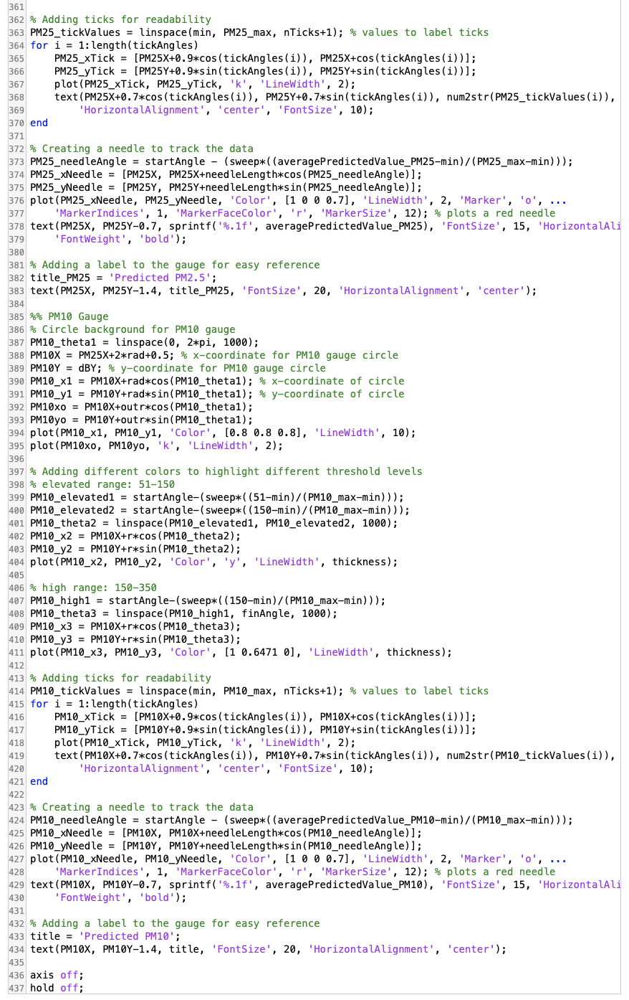 361
362 % Adding ticks for readability
363 PM25_tickValues = linspace(min, PM25_max, nTicks+1); % values to label ticks
364 for i = 1:length(tickAngles)
365     PM25_xTick = [PM25X+0.9*cos(tickAngles(i)), PM25X+cos(tickAngles(i))];
366     PM25_yTick = [PM25Y+0.9*sin(tickAngles(i)), PM25Y+sin(tickAngles(i))];
367     plot(PM25_xTick, PM25_yTick, 'k', 'LineWidth', 2);
368     text(PM25X+0.7*cos(tickAngles(i)), PM25Y+0.7*sin(tickAngles(i)), num2str(PM25_tickValues(i)),
369         'HorizontalAlignment', 'center', 'FontSize', 10);
370 end
371
372 % Creating a needle to track the data
373 PM25_needleAngle = startAngle - (sweep*((averagePredictedValue_PM25-min)/(PM25_max-min)));
374 PM25_xNeedle = [PM25X, PM25X+needleLength*cos(PM25_needleAngle)];
375 PM25_yNeedle = [PM25Y, PM25Y+needleLength*sin(PM25_needleAngle)];
376 plot(PM25_xNeedle, PM25_yNeedle, 'Color', [1 0 0 0.7], 'LineWidth', 2, 'Marker', 'o', ...
377     'MarkerIndices', 1, 'MarkerFaceColor', 'r', 'MarkerSize', 12); % plots a red needle
378 text(PM25X, PM25Y-0.7, sprintf('%.1f', averagePredictedValue_PM25), 'FontSize', 15, 'HorizontalAli
379     'FontWeight', 'bold');
380
381 % Adding a label to the gauge for easy reference
382 title_PM25 = 'Predicted PM2.5';
383 text(PM25X, PM25Y-1.4, title_PM25, 'FontSize', 20, 'HorizontalAlignment', 'center');
384
385 %% PM10 Gauge
386 % Circle background for PM10 gauge
387 PM10_theta1 = linspace(0, 2*pi, 1000);
388 PM10X = PM25X+2*rad+0.5; % x-coordinate for PM10 gauge circle
389 PM10Y = dBY; % y-coordinate for PM10 gauge circle
390 PM10_x1 = PM10X+rad*cos(PM10_theta1); % x-coordinate of circle
391 PM10_y1 = PM10Y+rad*sin(PM10_theta1); % y-coordinate of circle
392 PM10xo = PM10X+outr*cos(PM10_theta1);
393 PM10yo = PM10Y+outr*sin(PM10_theta1);
394 plot(PM10_x1, PM10_y1, 'Color', [0.8 0.8 0.8], 'LineWidth', 10);
395 plot(PM10xo, PM10yo, 'k', 'LineWidth', 2);
396
397 % Adding different colors to highlight different threshold levels
398 % elevated range: 51-150
399 PM10_elevated1 = startAngle-(sweep*((51-min)/(PM10_max-min)));
400 PM10_elevated2 = startAngle-(sweep*((150-min)/(PM10_max-min)));
401 PM10_theta2 = linspace(PM10_elevated1, PM10_elevated2, 1000);
402 PM10_x2 = PM10X+r*cos(PM10_theta2);
403 PM10_y2 = PM10Y+r*sin(PM10_theta2);
404 plot(PM10_x2, PM10_y2, 'Color', 'y', 'LineWidth', thickness);
405
406 % high range: 150-350
407 PM10_high1 = startAngle-(sweep*((150-min)/(PM10_max-min)));
408 PM10_theta3 = linspace(PM10_high1, finAngle, 1000);
409 PM10_x3 = PM10X+r*cos(PM10_theta3);
410 PM10_y3 = PM10Y+r*sin(PM10_theta3);
411 plot(PM10_x3, PM10_y3, 'Color', [1 0.6471 0], 'LineWidth', thickness);
412
413 % Adding ticks for readability
414 PM10_tickValues = linspace(min, PM10_max, nTicks+1); % values to label ticks
415 for i = 1:length(tickAngles)
416     PM10_xTick = [PM10X+0.9*cos(tickAngles(i)), PM10X+cos(tickAngles(i))];
417     PM10_yTick = [PM10Y+0.9*sin(tickAngles(i)), PM10Y+sin(tickAngles(i))];
418     plot(PM10_xTick, PM10_yTick, 'k', 'LineWidth', 2);
419     text(PM10X+0.7*cos(tickAngles(i)), PM10Y+0.7*sin(tickAngles(i)), num2str(PM10_tickValues(i)),
420         'HorizontalAlignment', 'center', 'FontSize', 10);
421 end
422
423 % Creating a needle to track the data
424 PM10_needleAngle = startAngle - (sweep*((averagePredictedValue_PM10-min)/(PM10_max-min)));
425 PM10_xNeedle = [PM10X, PM10X+needleLength*cos(PM10_needleAngle)];
426 PM10_yNeedle = [PM10Y, PM10Y+needleLength*sin(PM10_needleAngle)];
427 plot(PM10_xNeedle, PM10_yNeedle, 'Color', [1 0 0 0.7], 'LineWidth', 2, 'Marker', 'o', ...
428     'MarkerIndices', 1, 'MarkerFaceColor', 'r', 'MarkerSize', 12); % plots a red needle
429 text(PM10X, PM10Y-0.7, sprintf('%.1f', averagePredictedValue_PM10), 'FontSize', 15, 'HorizontalAli
430     'FontWeight', 'bold');
431
432 % Adding a label to the gauge for easy reference
433 title = 'Predicted PM10';
434 text(PM10X, PM10Y-1.4, title, 'FontSize', 20, 'HorizontalAlignment', 'center');
435
436 axis off;
437 hold off;